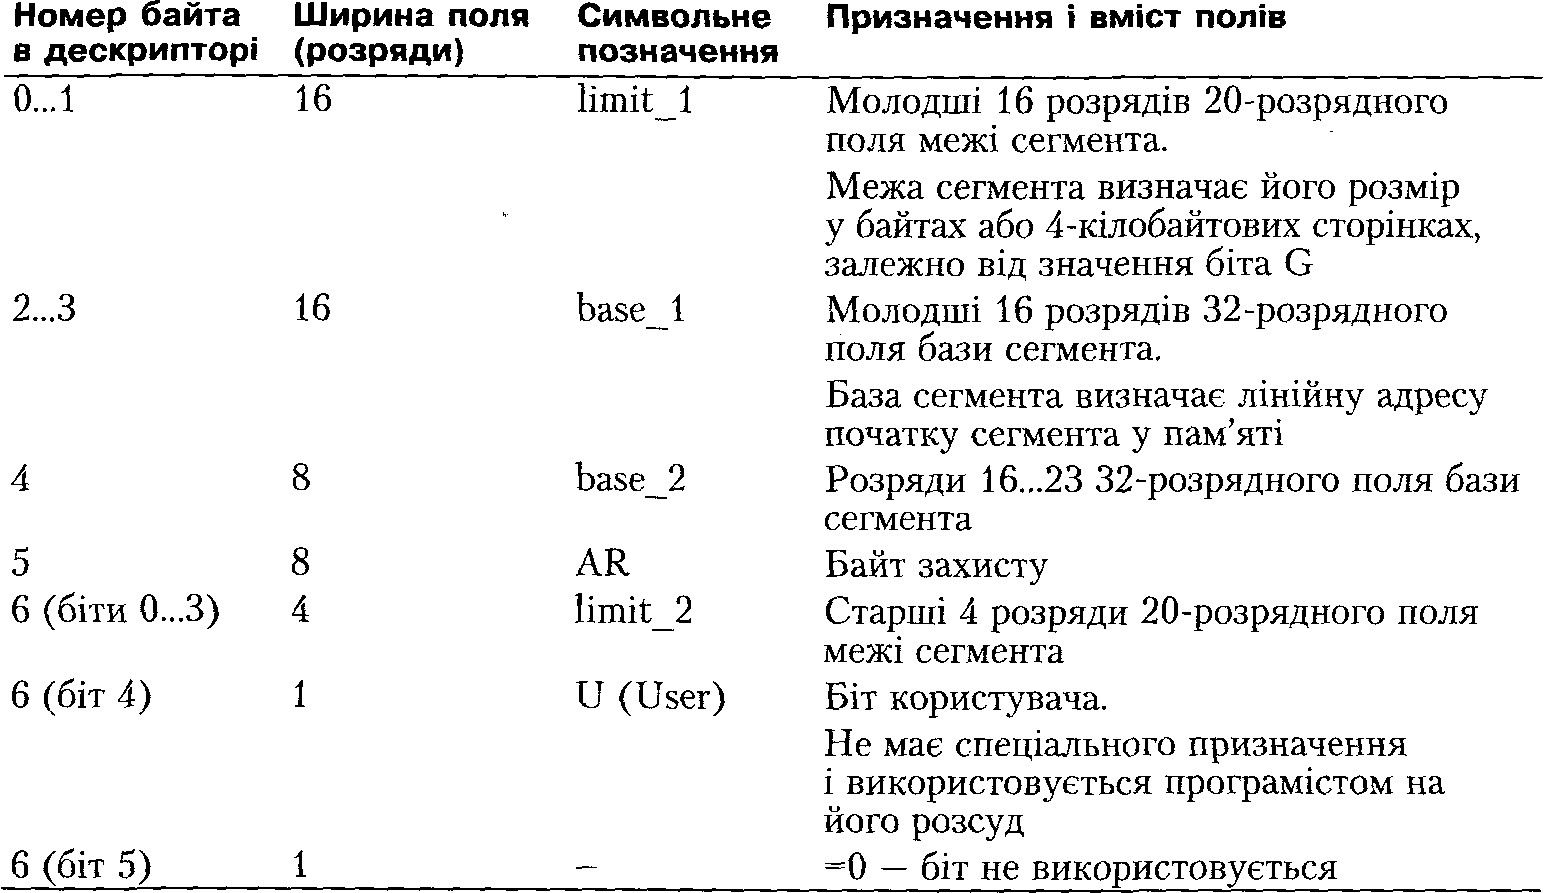 Номер байта Ширина поля Символьне Призначення і вміст полів
в дескрипторі (розряди) позначення
0...1 16 limit_1 Молодші 16 розрядів 20-розрядного
поля межі сегмента.
Межа сегмента визначає його розмір
у байтах або 4-кілобайтових сторінках,
залежно від значення біта G
2...3 16 base_1 Молодші 16 розрядів 32-розрядного
поля бази сегмента.
База сегмента визначає лінійну адресу
початку сегмента у пам’яті
4 8 base_2 Розряди 16...23 32-розрядного поля бази
сегмента
5 8 AR Байт захисту
6 (біти 0...3) 4 limit_2 Старші 4 розряди 20-розрядного поля
межі сегмента
6 (біт 4) 1 U (User) Біт користувача.
Не має спеціального призначення
і використовується програмістом на
його розсуд
6 (біт 5) 1 – =0 — біт не використовується